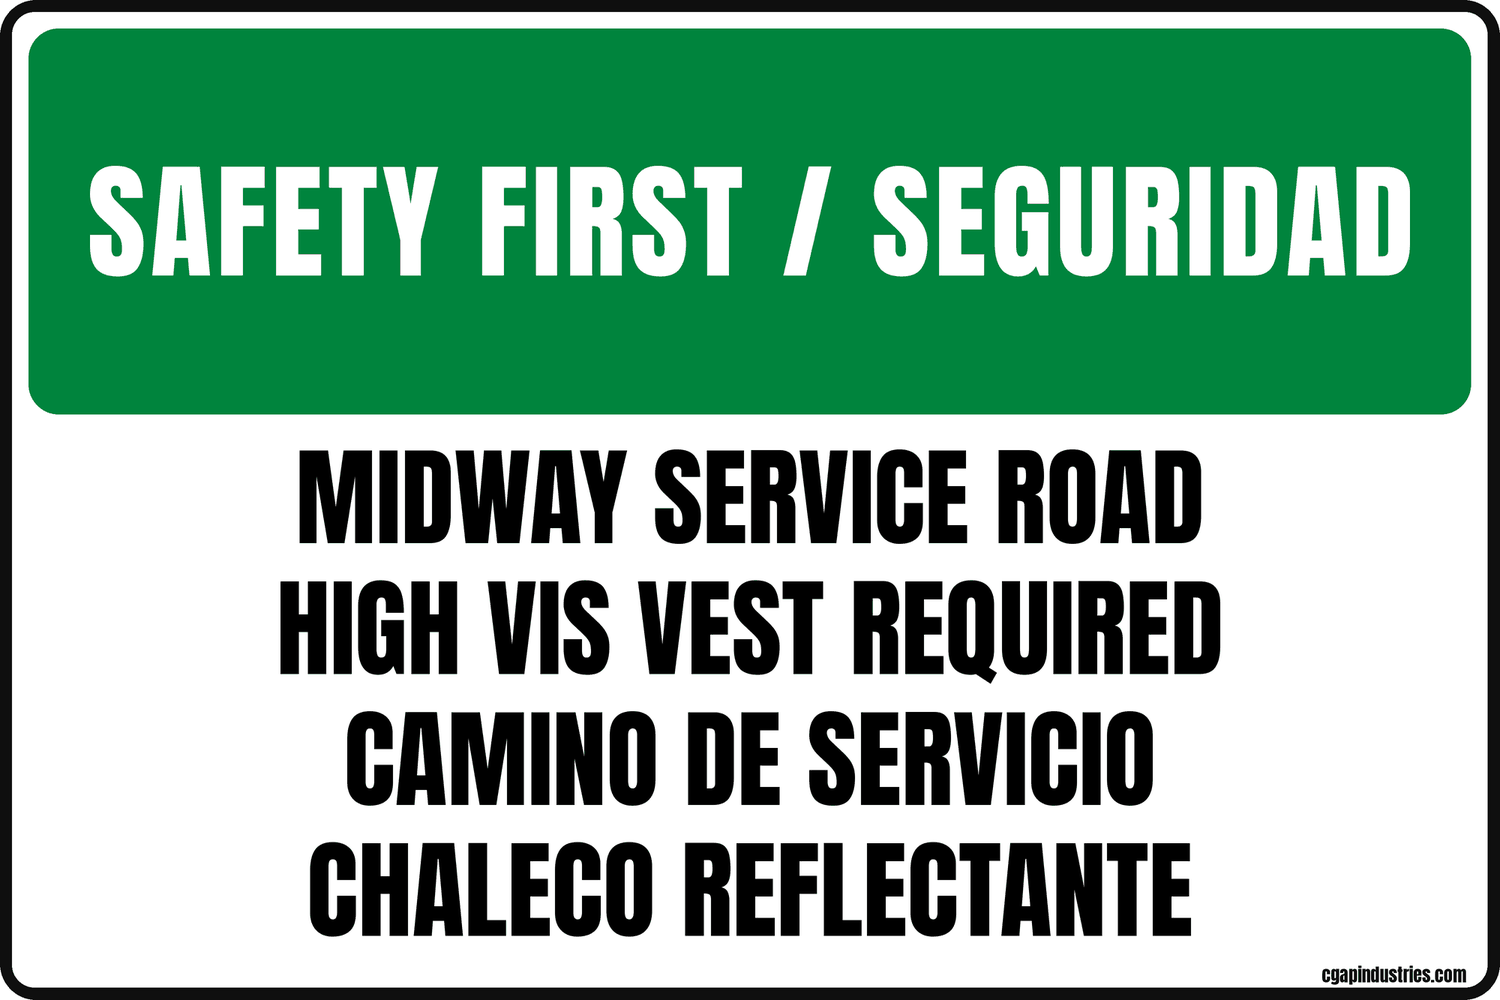 SAFETY FIRST / SEGURIDAD
MIDWAY SERVICE ROAD
HIGH VIS VEST REQUIRED
CAMINO DE SERVICIO
CHALECO REFLECTANTE
cgapindustries.com